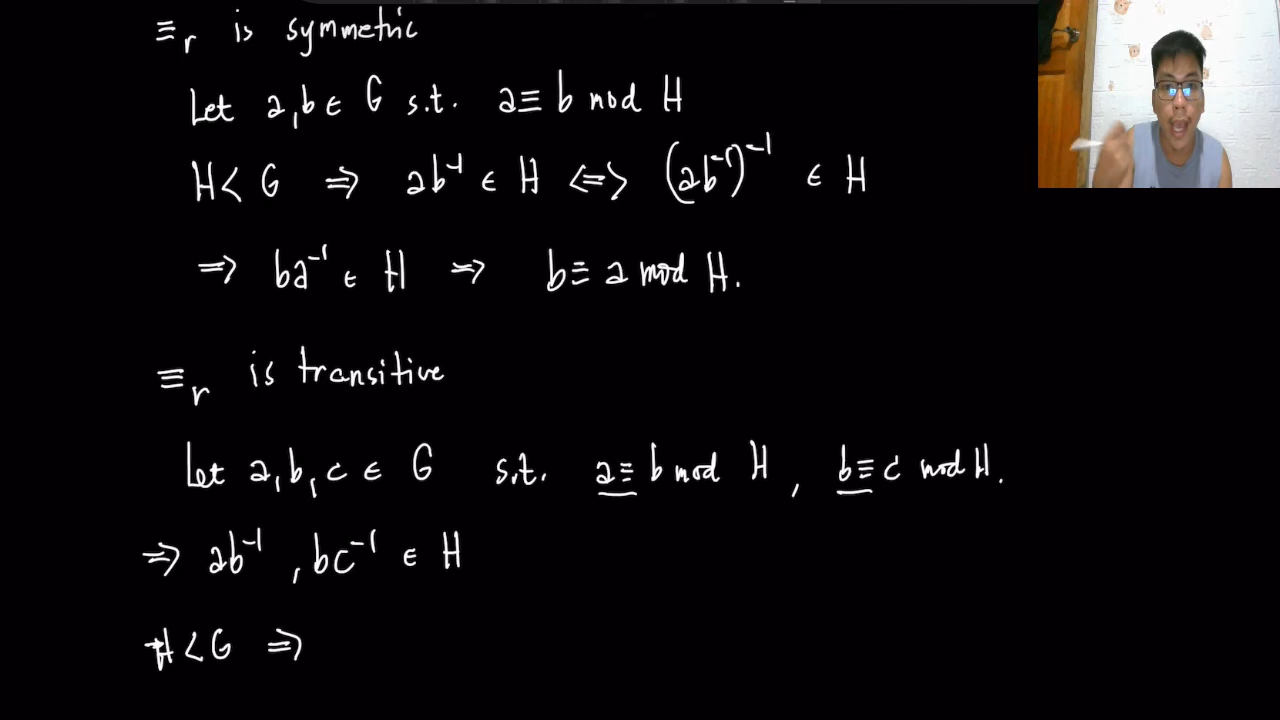 ≡ᵣ is symmetric
Let a,b ∈ G s.t. a ≡ b mod H
H < G ⇒ ab⁻¹ ∈ H ⇔ (ab⁻¹)⁻¹ ∈ H
⇒ ba⁻¹ ∈ H ⇒ b ≡ a mod H.
≡ᵣ is transitive
Let a,b,c ∈ G s.t. a ≡ b mod H, b ≡ c mod H.
⇒ ab⁻¹, bc⁻¹ ∈ H
H < G ⇒